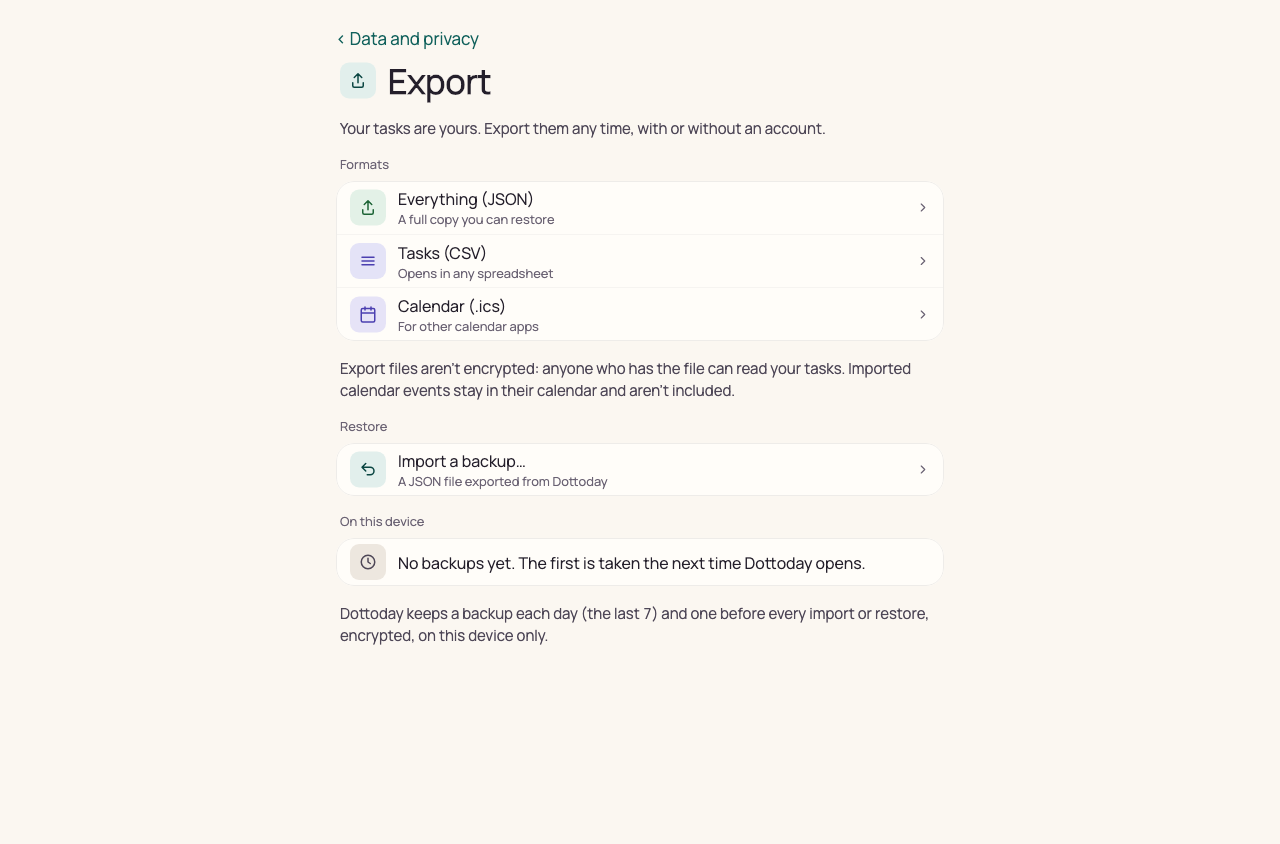 Data and privacy
Export
Your tasks are yours. Export them any time, with or without an account.
Formats
Everything (JSON)
A full copy you can restore
Tasks (CSV)
Opens in any spreadsheet
Calendar (.ics)
For other calendar apps
Export files aren't encrypted: anyone who has the file can read your tasks. Imported
calendar events stay in their calendar and aren't included.
Restore
Import a backup…
A JSON file exported from Dottoday
On this device
No backups yet. The first is taken the next time Dottoday opens.
Dottoday keeps a backup each day (the last 7) and one before every import or restore,
encrypted, on this device only.